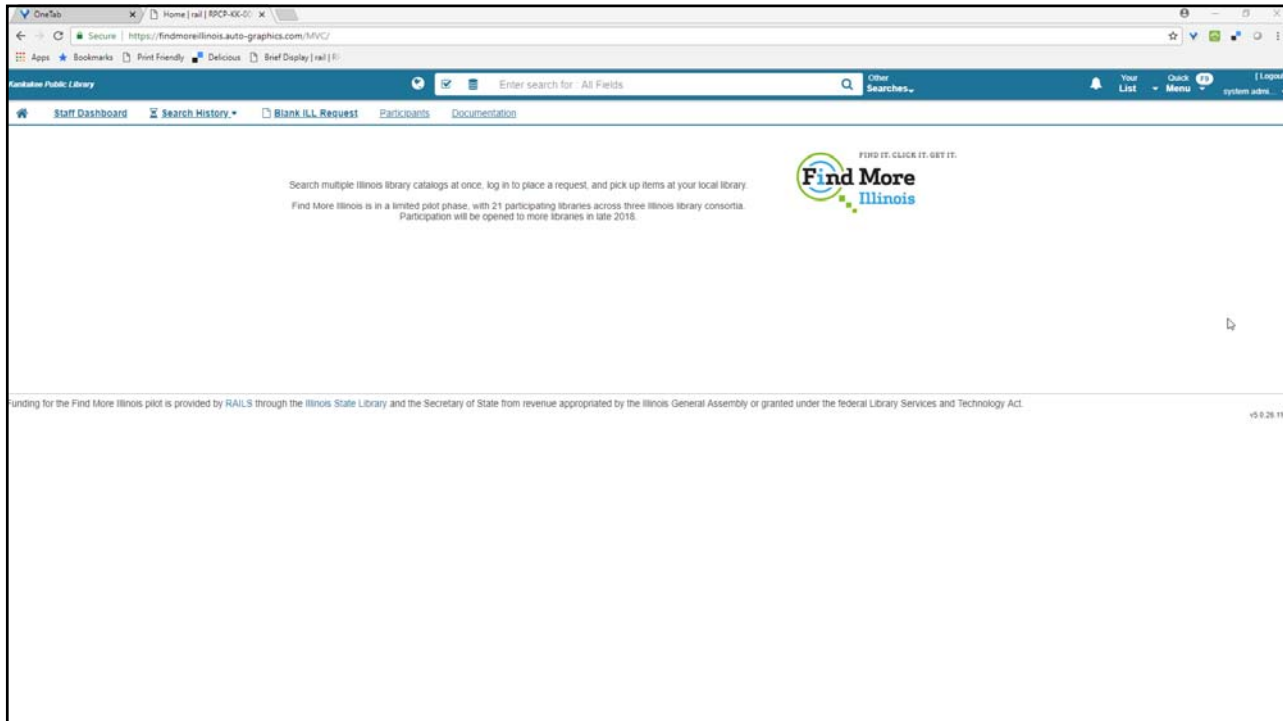 OneTab
Home | rail | RPCP-KK-00
Secure | https://findmoreillinois.auto-graphics.com/MVC/
Apps Bookmarks Print Friendly Delicious Brief Display | rail |
Kankakee Public Library
Enter search for : All Fields
Other
Searches
Your
List
Quick
Menu
F9
[ Logout
system admi...
Staff Dashboard Search History Blank ILL Request Participants Documentation
FIND IT. CLICK IT. GET IT.
Find More
Illinois
Search multiple Illinois library catalogs at once, log in to place a request, and pick up items at your local library.
Find More Illinois is in a limited pilot phase, with 21 participating libraries across three Illinois library consortia.
Participation will be opened to more libraries in late 2018.
Funding for the Find More Illinois pilot is provided by RAILS through the Illinois State Library and the Secretary of State from revenue appropriated by the Illinois General Assembly or granted under the federal Library Services and Technology Act.